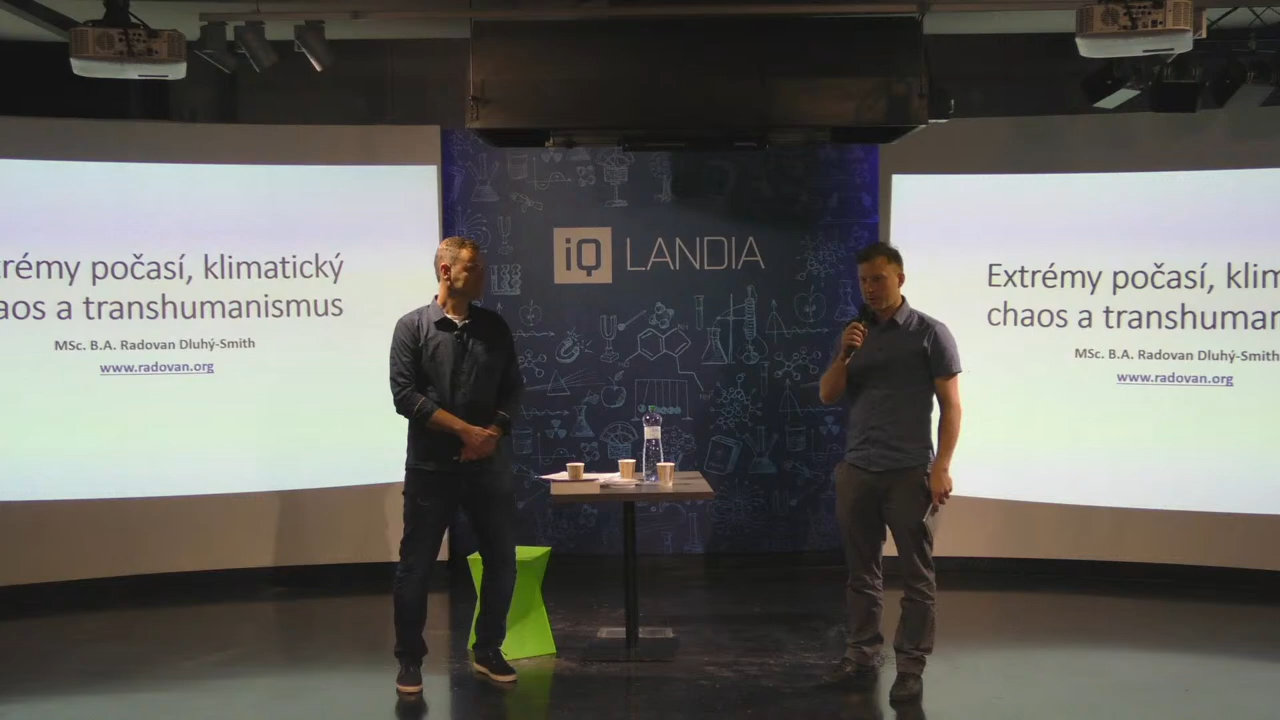 trémy počasí, klimatický
aos a transhumanismus
MSc. B.A. Radovan Dluhý-Smith
www.radovan.org
iQ LANDIA
Extrémy počasí, klim
chaos a transhuman
MSc. B.A. Radovan Dluhý-Smith
www.radovan.org